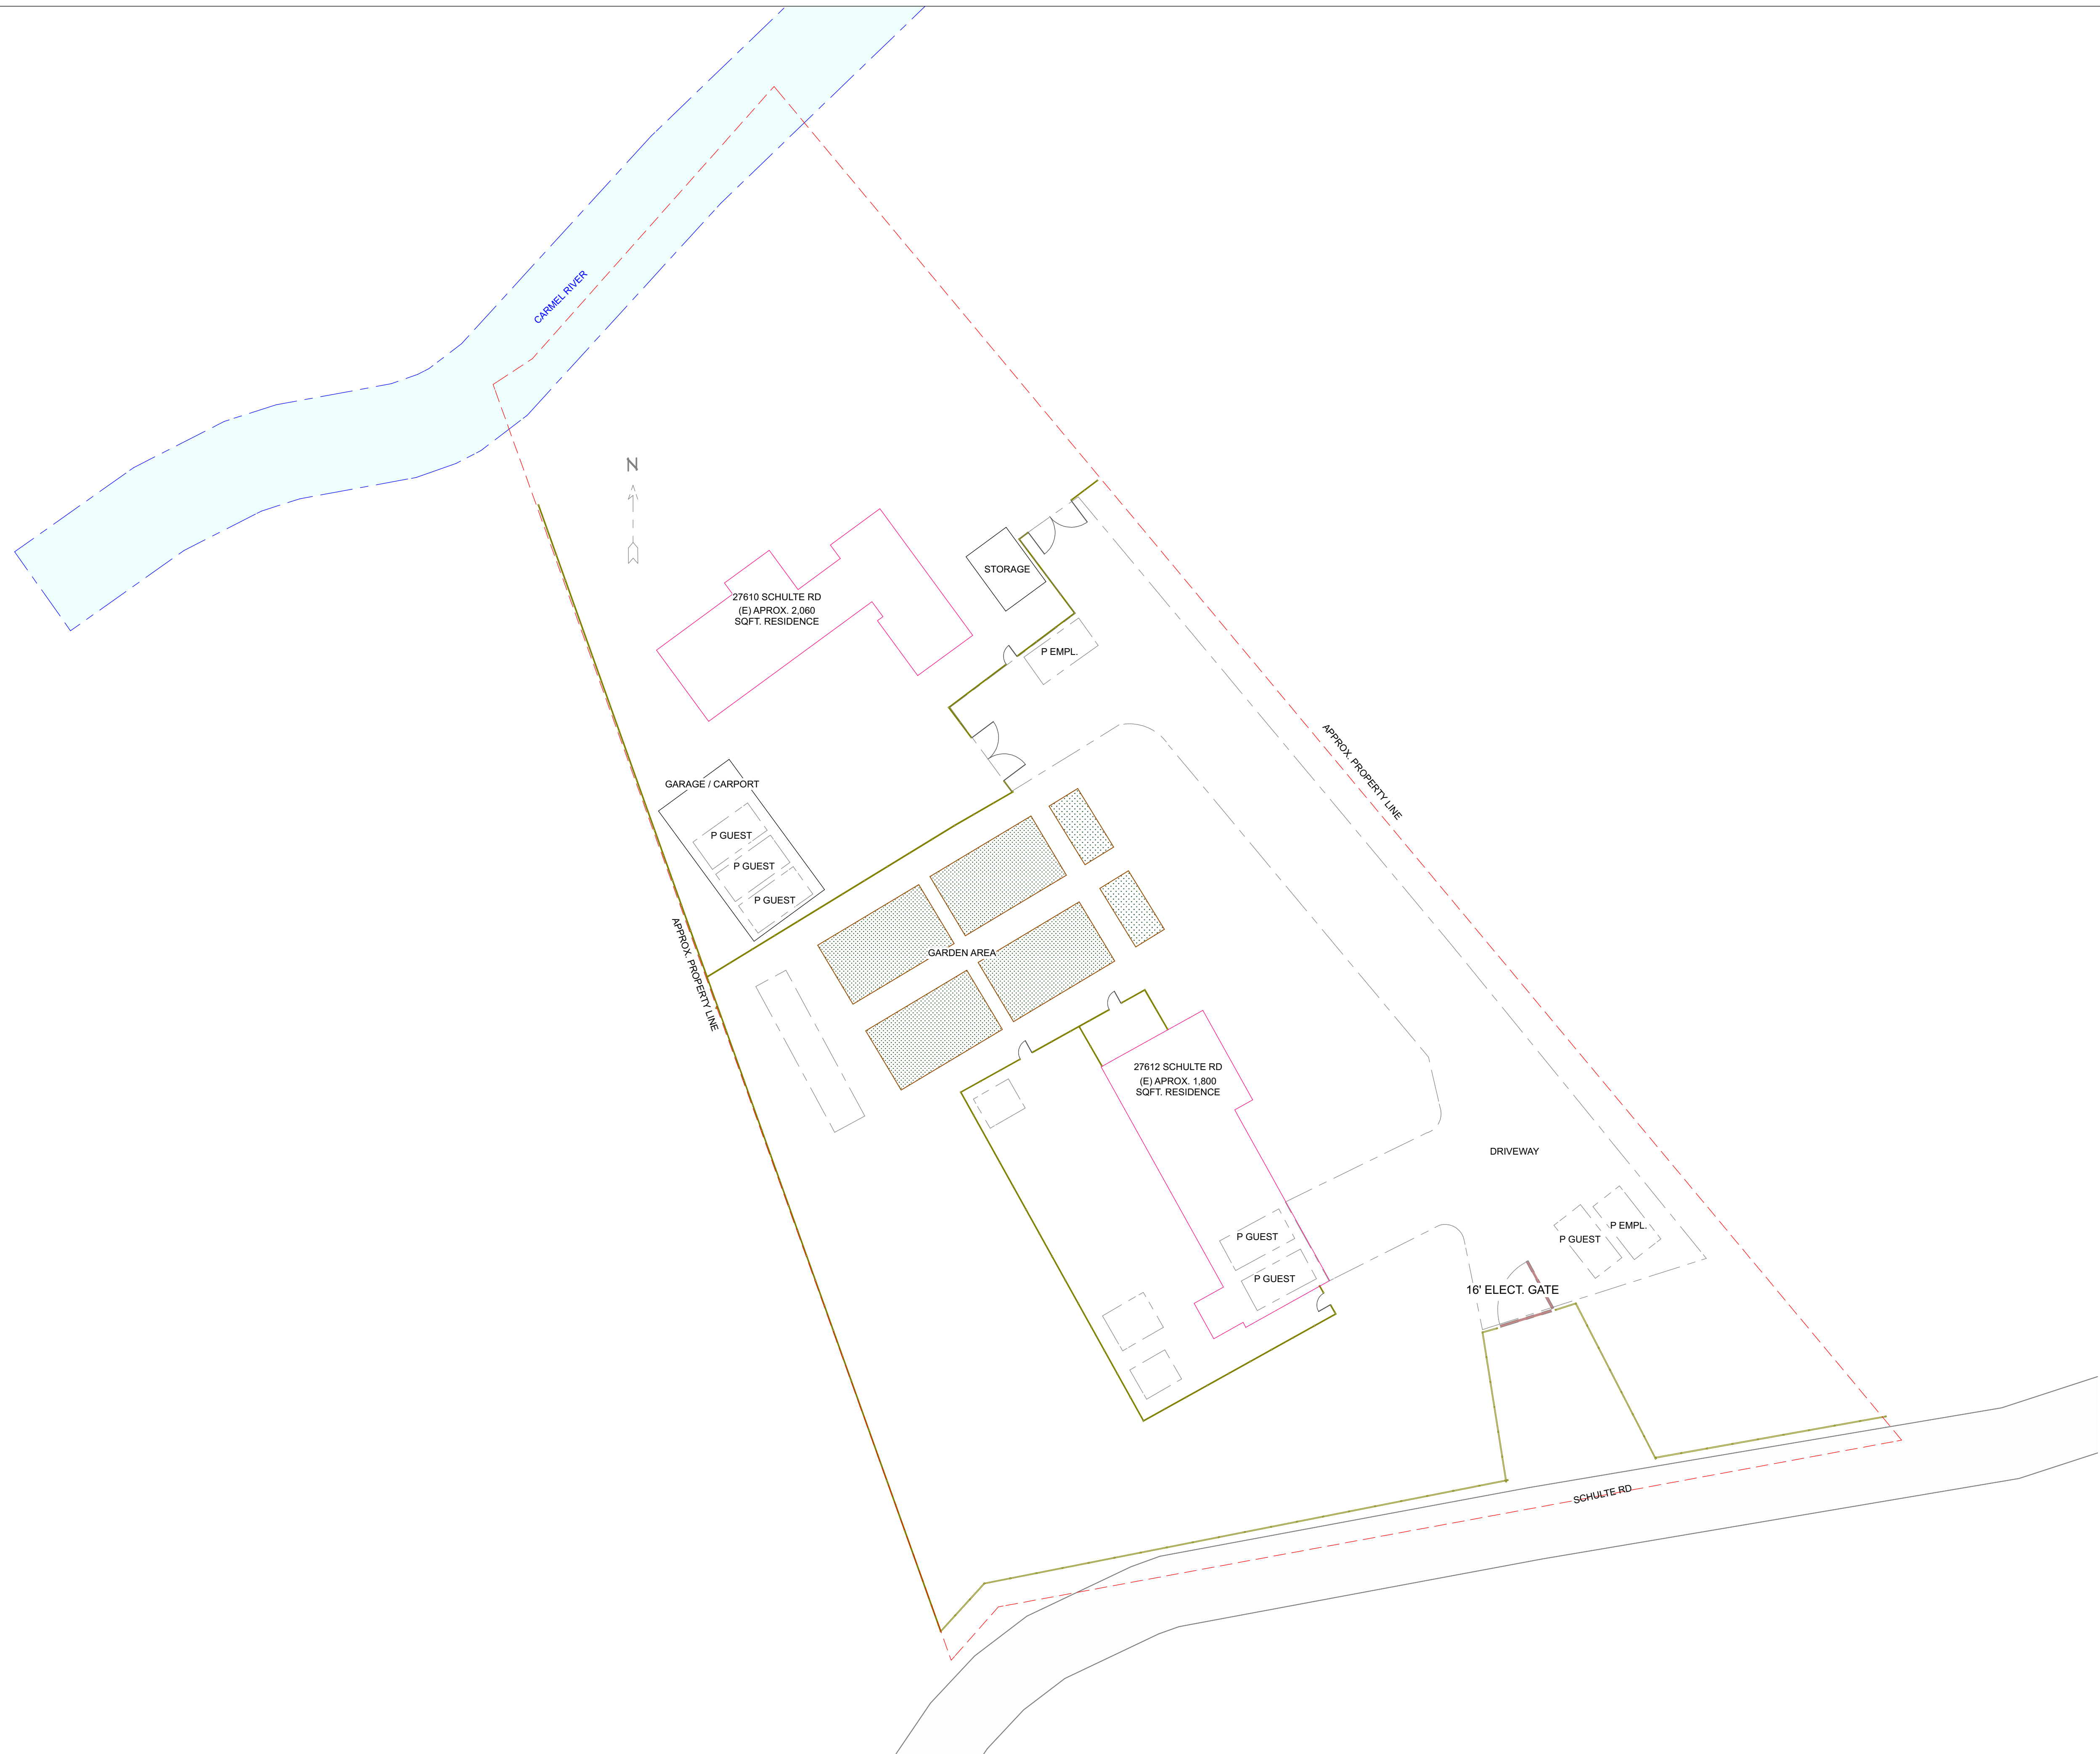 CARMEL RIVER
N
STORAGE
27610 SCHULTE RD
(E) APROX. 2,060
SQFT. RESIDENCE
P EMPL.
APPROX. PROPERTY LINE
GARAGE / CARPORT
P GUEST
P GUEST
P GUEST
APPROX. PROPERTY LINE
GARDEN AREA
27612 SCHULTE RD
(E) APROX. 1,800
SQFT. RESIDENCE
DRIVEWAY
P GUEST
P GUEST
P GUEST
P EMPL.
16' ELECT. GATE
SCHULTE RD